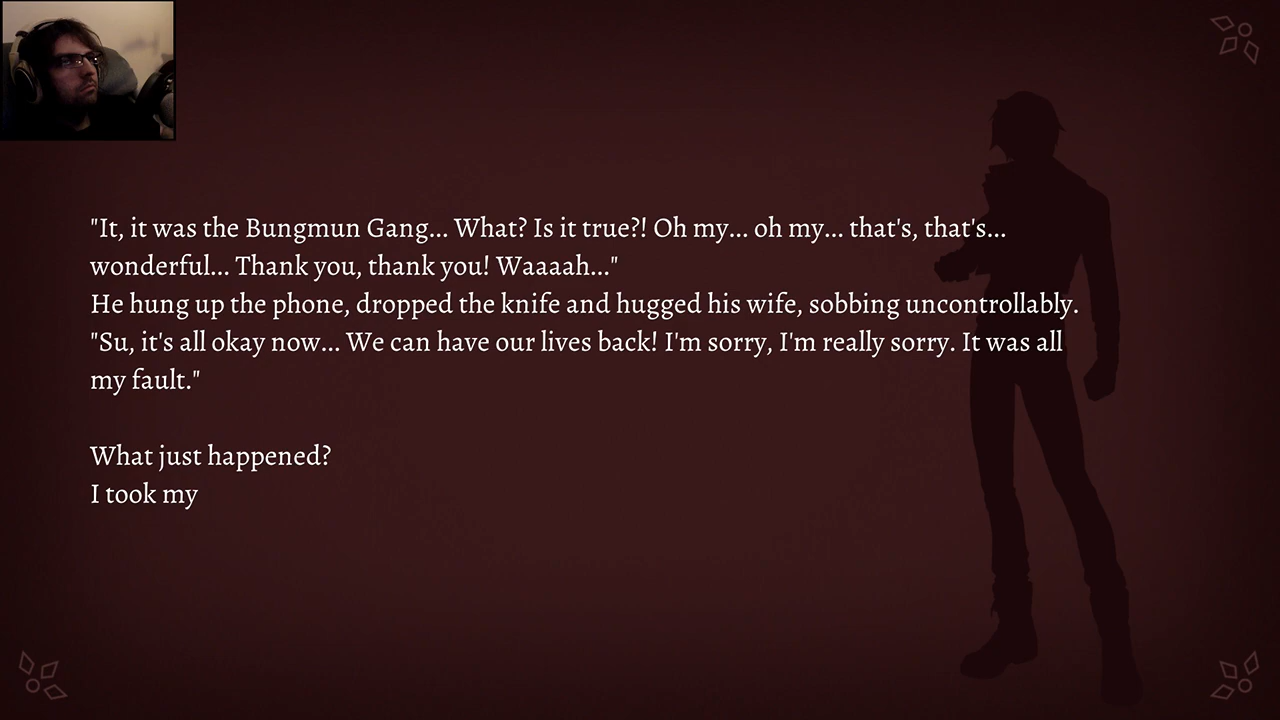 "It, it was the Bungmun Gang... What? Is it true?! Oh my... oh my... that's, that's...
wonderful... Thank you, thank you! Waaaah..."
He hung up the phone, dropped the knife and hugged his wife, sobbing uncontrollably.
"Su, it's all okay now... We can have our lives back! I'm sorry, I'm really sorry. It was all
my fault."
What just happened?
I took my